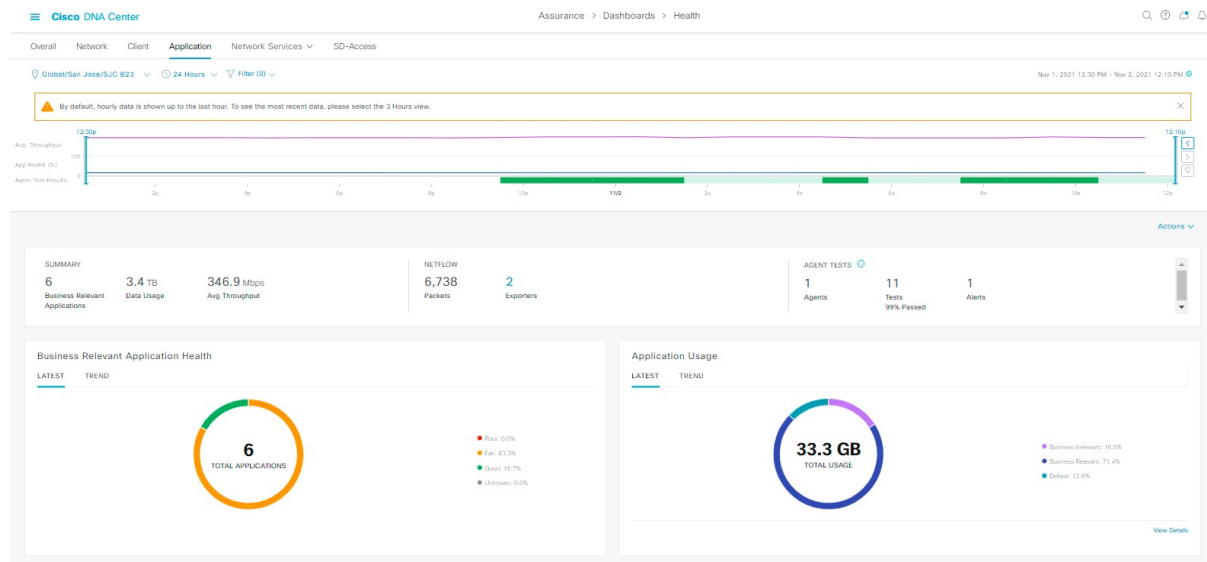 Cisco DNA Center
Assurance > Dashboards > Health
Overall Network Client Application Network Services SD-Access
Global/San Jose/SJC B23 24 Hours Filter (0)
Nov 1, 2021 12:30 PM - Nov 2, 2021 12:10 PM
By default, hourly data is shown up to the last hour. To see the most recent data, please select the 3 Hours view.
12:30p 12:10p
Avg. Throughput
100
App Health (%)
0
Agent Test Results
2p 4p 6p 8p 10p 11/2 2a 4a 6a 8a 10a 12p
Actions
SUMMARY
6 3.4 TB 346.9 Mbps
Business Relevant Applications Data Usage Avg Throughput
NETFLOW
6,738 2
Packets Exporters
AGENT TESTS
1 11 1
Agents Tests Alerts
99% Passed
Business Relevant Application Health
LATEST TREND
6
TOTAL APPLICATIONS
Poor: 0.0%
Fair: 83.3%
Good: 16.7%
Unknown: 0.0%
Application Usage
LATEST TREND
33.3 GB
TOTAL USAGE
Business Irrelevant: 16.0%
Business Relevant: 71.4%
Default: 12.6%
View Details